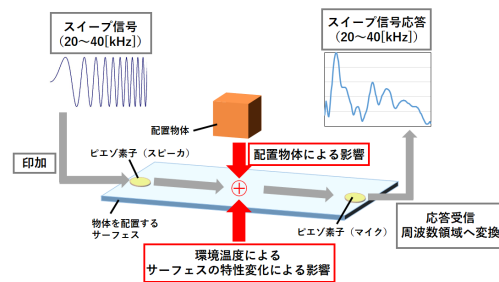 スイープ信号
（20～40[kHz]）
スイープ信号応答
（20～40[kHz]）
配置物体
印加
ピエゾ素子（スピーカ）
配置物体による影響
物体を配置する
サーフェス
ピエゾ素子（マイク）
応答受信
周波数領域へ変換
環境温度による
サーフェスの特性変化による影響